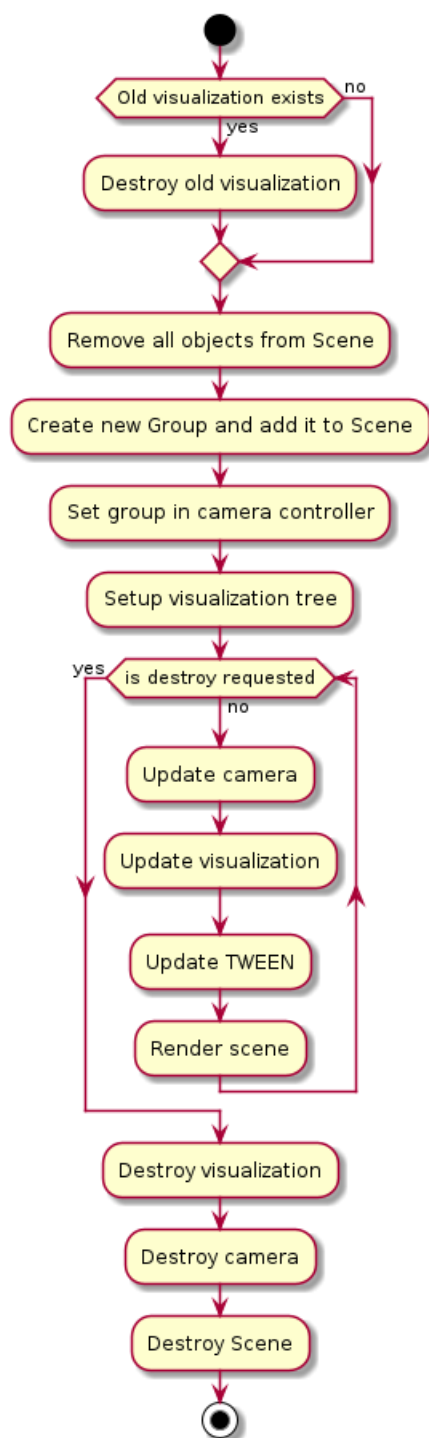 Old visualization exists
no
yes
Destroy old visualization
Remove all objects from Scene
Create new Group and add it to Scene
Set group in camera controller
Setup visualization tree
yes
is destroy requested
no
Update camera
Update visualization
Update TWEEN
Render scene
Destroy visualization
Destroy camera
Destroy Scene